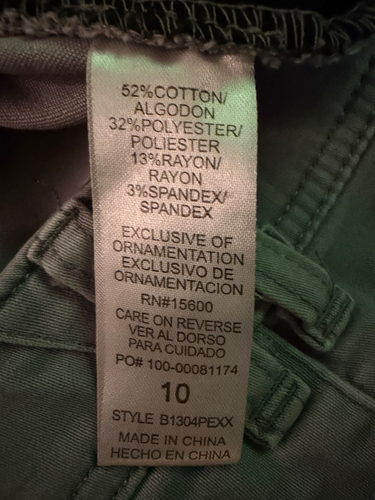 52%COTTON/
ALGODON
32%POLYESTER/
POLIESTER
13%RAYON/
RAYON
3%SPANDEX/
SPANDEX
EXCLUSIVE OF
ORNAMENTATION
EXCLUSIVO DE
ORNAMENTACION
RN#15600
CARE ON REVERSE
VER AL DORSO
PARA CUIDADO
PO# 100-00081174
10
STYLE B1304PEXX
MADE IN CHINA
HECHO EN CHINA